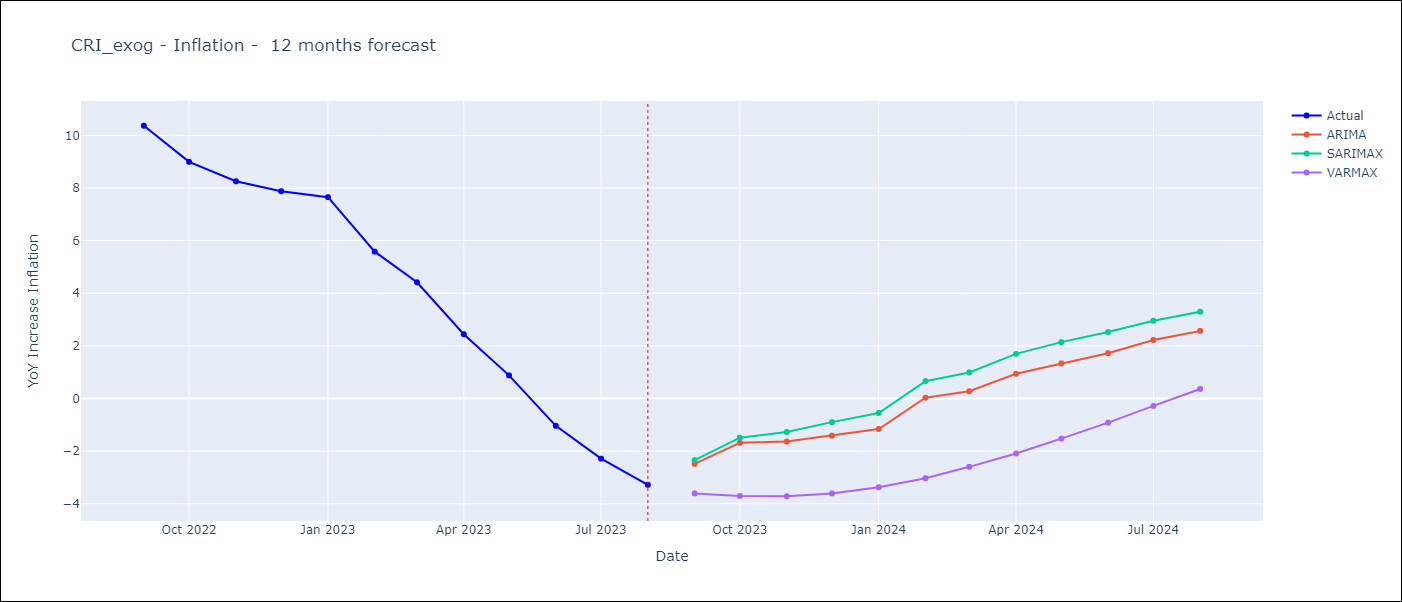 CRI_exog - Inflation -  12 months forecast
Actual
ARIMA
SARIMAX
VARMAX
YoY Increase Inflation
10
8
6
4
2
0
−2
−4
Oct 2022
Jan 2023
Apr 2023
Jul 2023
Oct 2023
Jan 2024
Apr 2024
Jul 2024
Date